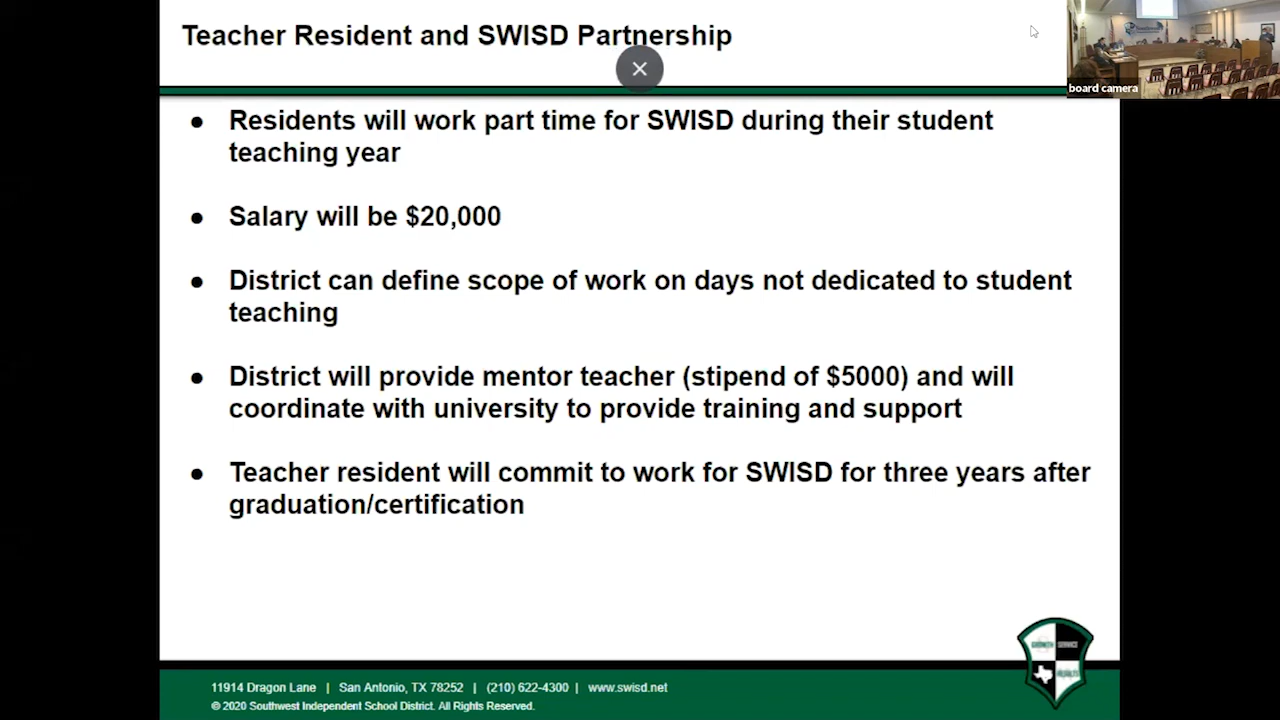 Teacher Resident and SWISD Partnership
board camera
● Residents will work part time for SWISD during their student
teaching year
● Salary will be $20,000
● District can define scope of work on days not dedicated to student
teaching
● District will provide mentor teacher (stipend of $5000) and will
coordinate with university to provide training and support
● Teacher resident will commit to work for SWISD for three years after
graduation/certification
11914 Dragon Lane | San Antonio, TX 78252 | (210) 622-4300 | www.swisd.net
© 2020 Southwest Independent School District. All Rights Reserved.